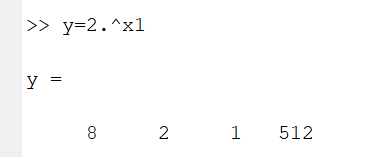 >> y=2.^x1
y =
8 2 1 512